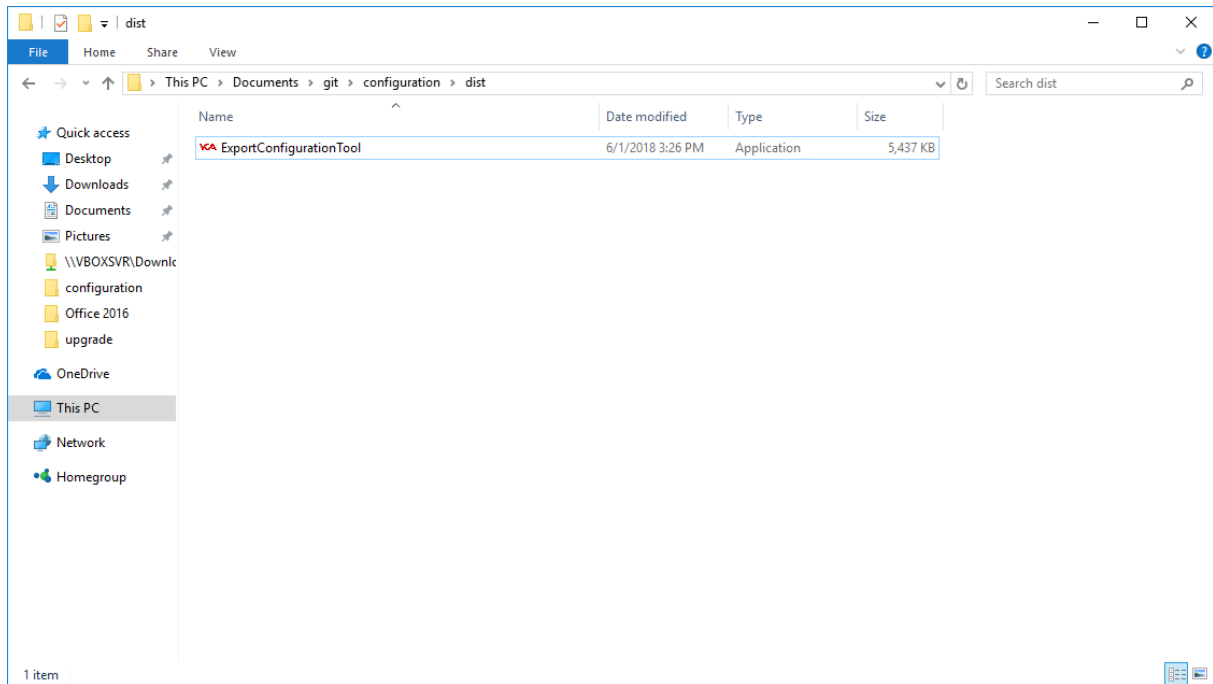 dist
File Home Share View
This PC > Documents > git > configuration > dist
Search dist
Name Date modified Type Size
Quick access
Desktop
Downloads
Documents
Pictures
\\VBOXSVR\Downlc
configuration
Office 2016
upgrade
OneDrive
This PC
Network
Homegroup
VCA ExportConfigurationTool 6/1/2018 3:26 PM Application 5,437 KB
1 item